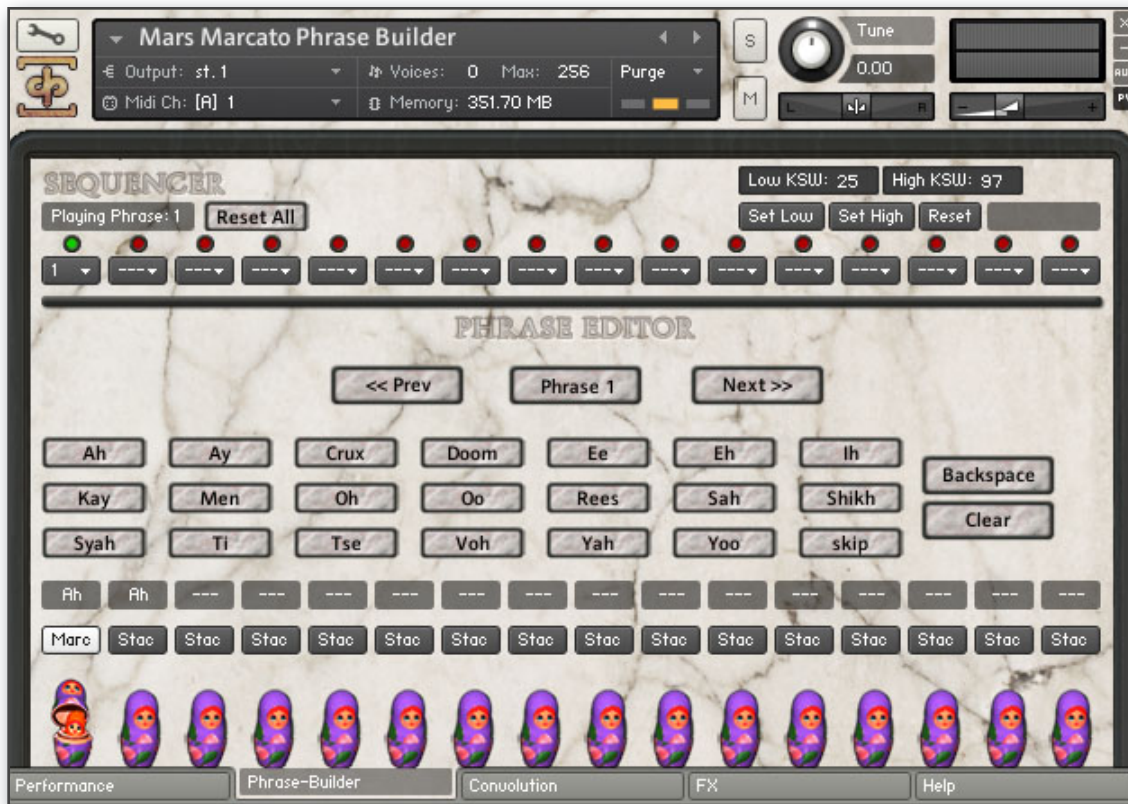 Mars Marcato Phrase Builder
Output: st.1 Voices: 0 Max: 256 Purge
Midi Ch: [A] 1 Memory: 351.70 MB
S
M
Tune
0.00
L R
- +
SEQUENCER
Low KSW: 25 High KSW: 97
Playing Phrase: 1 Reset All Set Low Set High Reset
1 --- --- --- --- --- --- --- --- --- --- --- --- --- --- ---
PHRASE EDITOR
<< Prev Phrase 1 Next >>
Ah Ay Crux Doom Ee Eh Ih
Kay Men Oh Oo Rees Sah Shikh
Syah Ti Tse Voh Yah Yoo skip
Backspace
Clear
Ah Ah --- --- --- --- --- --- --- --- --- --- --- --- --- ---
Marc Stac Stac Stac Stac Stac Stac Stac Stac Stac Stac Stac Stac Stac Stac Stac
Performance Phrase-Builder Convolution FX Help